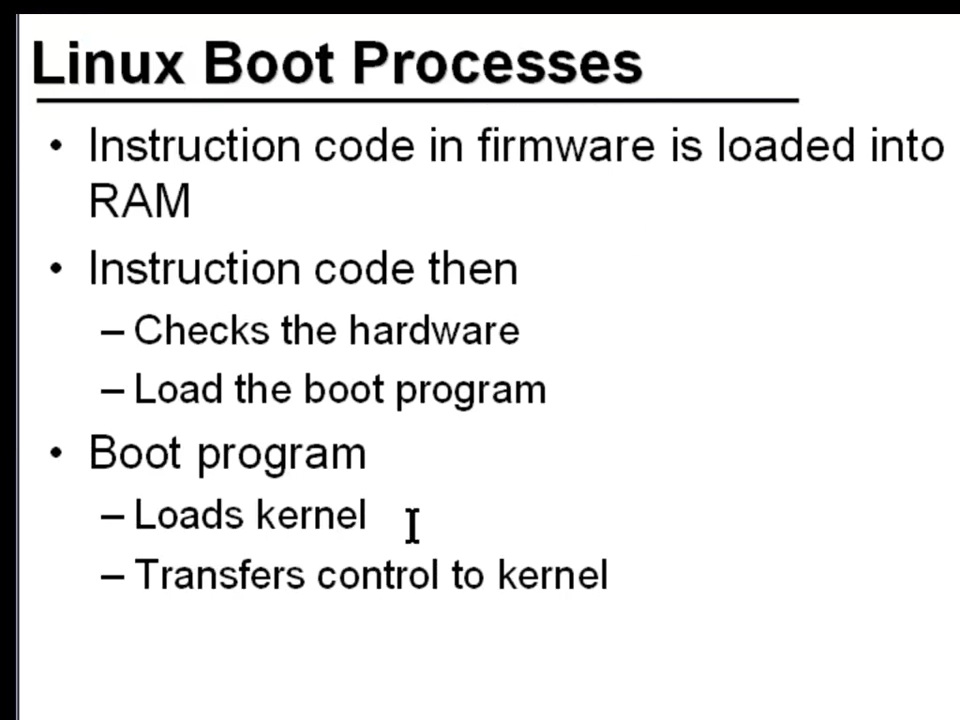 Linux Boot Processes
• Instruction code in firmware is loaded into
RAM
• Instruction code then
– Checks the hardware
– Load the boot program
• Boot program
– Loads kernel
– Transfers control to kernel